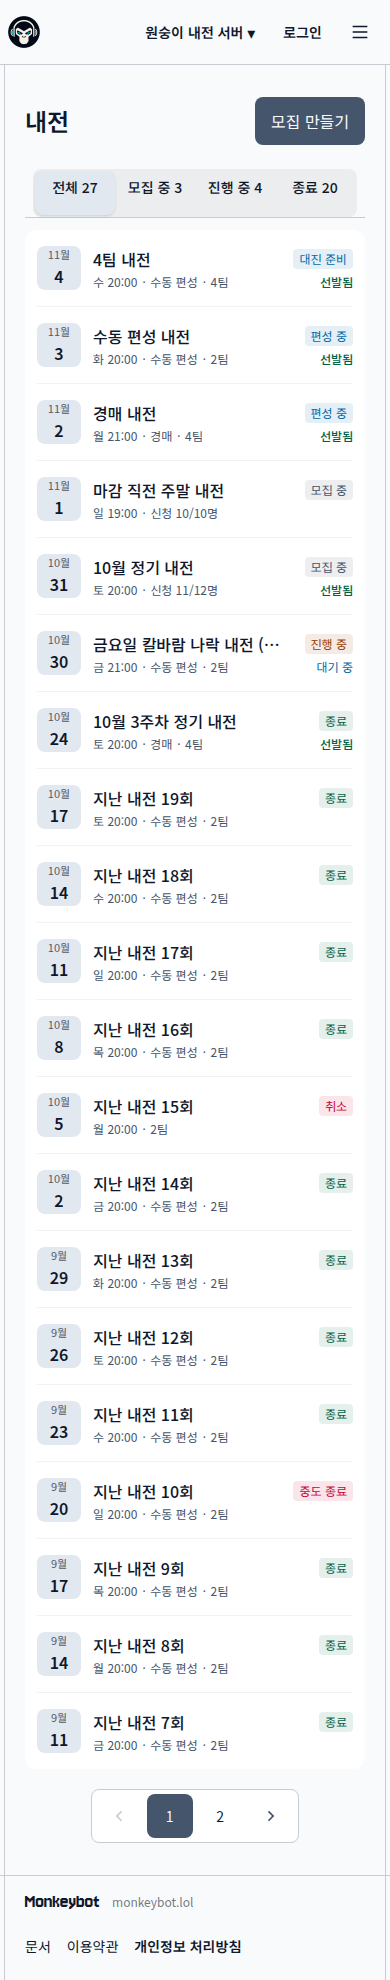 원숭이 내전 서버 ▾ 로그인
내전 모집 만들기
전체 27 모집 중 3 진행 중 4 종료 20
11월
4
4팀 내전 대진 준비
수 20:00 · 수동 편성 · 4팀 선발됨
11월
3
수동 편성 내전 편성 중
화 20:00 · 수동 편성 · 2팀 선발됨
11월
2
경매 내전 편성 중
월 21:00 · 경매 · 4팀 선발됨
11월
1
마감 직전 주말 내전 모집 중
일 19:00 · 신청 10/10명
10월
31
10월 정기 내전 모집 중
토 20:00 · 신청 11/12명 선발됨
10월
30
금요일 칼바람 나락 내전 (⋯ 진행 중
금 21:00 · 수동 편성 · 2팀 대기 중
10월
24
10월 3주차 정기 내전 종료
토 20:00 · 경매 · 4팀 선발됨
10월
17
지난 내전 19회 종료
토 20:00 · 수동 편성 · 2팀
10월
14
지난 내전 18회 종료
수 20:00 · 수동 편성 · 2팀
10월
11
지난 내전 17회 종료
일 20:00 · 수동 편성 · 2팀
10월
8
지난 내전 16회 종료
목 20:00 · 수동 편성 · 2팀
10월
5
지난 내전 15회 취소
월 20:00 · 2팀
10월
2
지난 내전 14회 종료
금 20:00 · 수동 편성 · 2팀
9월
29
지난 내전 13회 종료
화 20:00 · 수동 편성 · 2팀
9월
26
지난 내전 12회 종료
토 20:00 · 수동 편성 · 2팀
9월
23
지난 내전 11회 종료
수 20:00 · 수동 편성 · 2팀
9월
20
지난 내전 10회 중도 종료
일 20:00 · 수동 편성 · 2팀
9월
17
지난 내전 9회 종료
목 20:00 · 수동 편성 · 2팀
9월
14
지난 내전 8회 종료
월 20:00 · 수동 편성 · 2팀
9월
11
지난 내전 7회 종료
금 20:00 · 수동 편성 · 2팀
1 2
Monkeybot monkeybot.lol
문서 이용약관 개인정보 처리방침